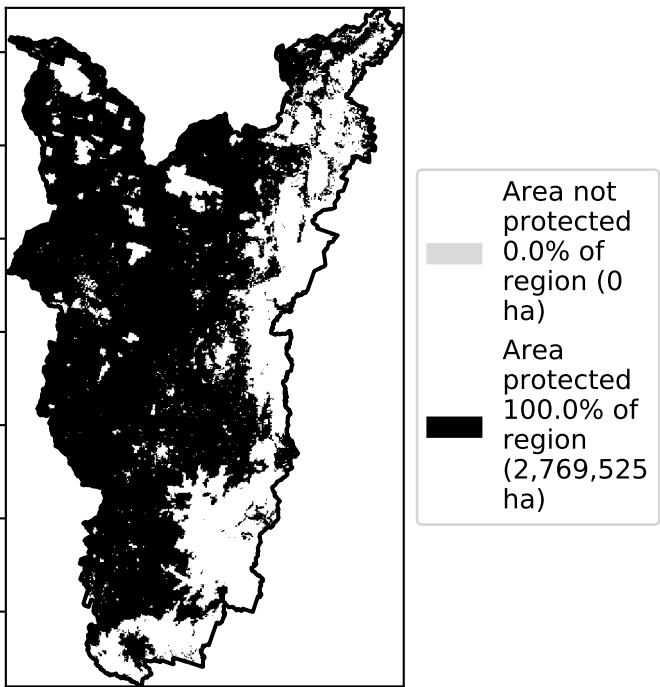 Area not
protected
0.0% of
region (0
ha)
Area
protected
100.0% of
region
(2,769,525
ha)